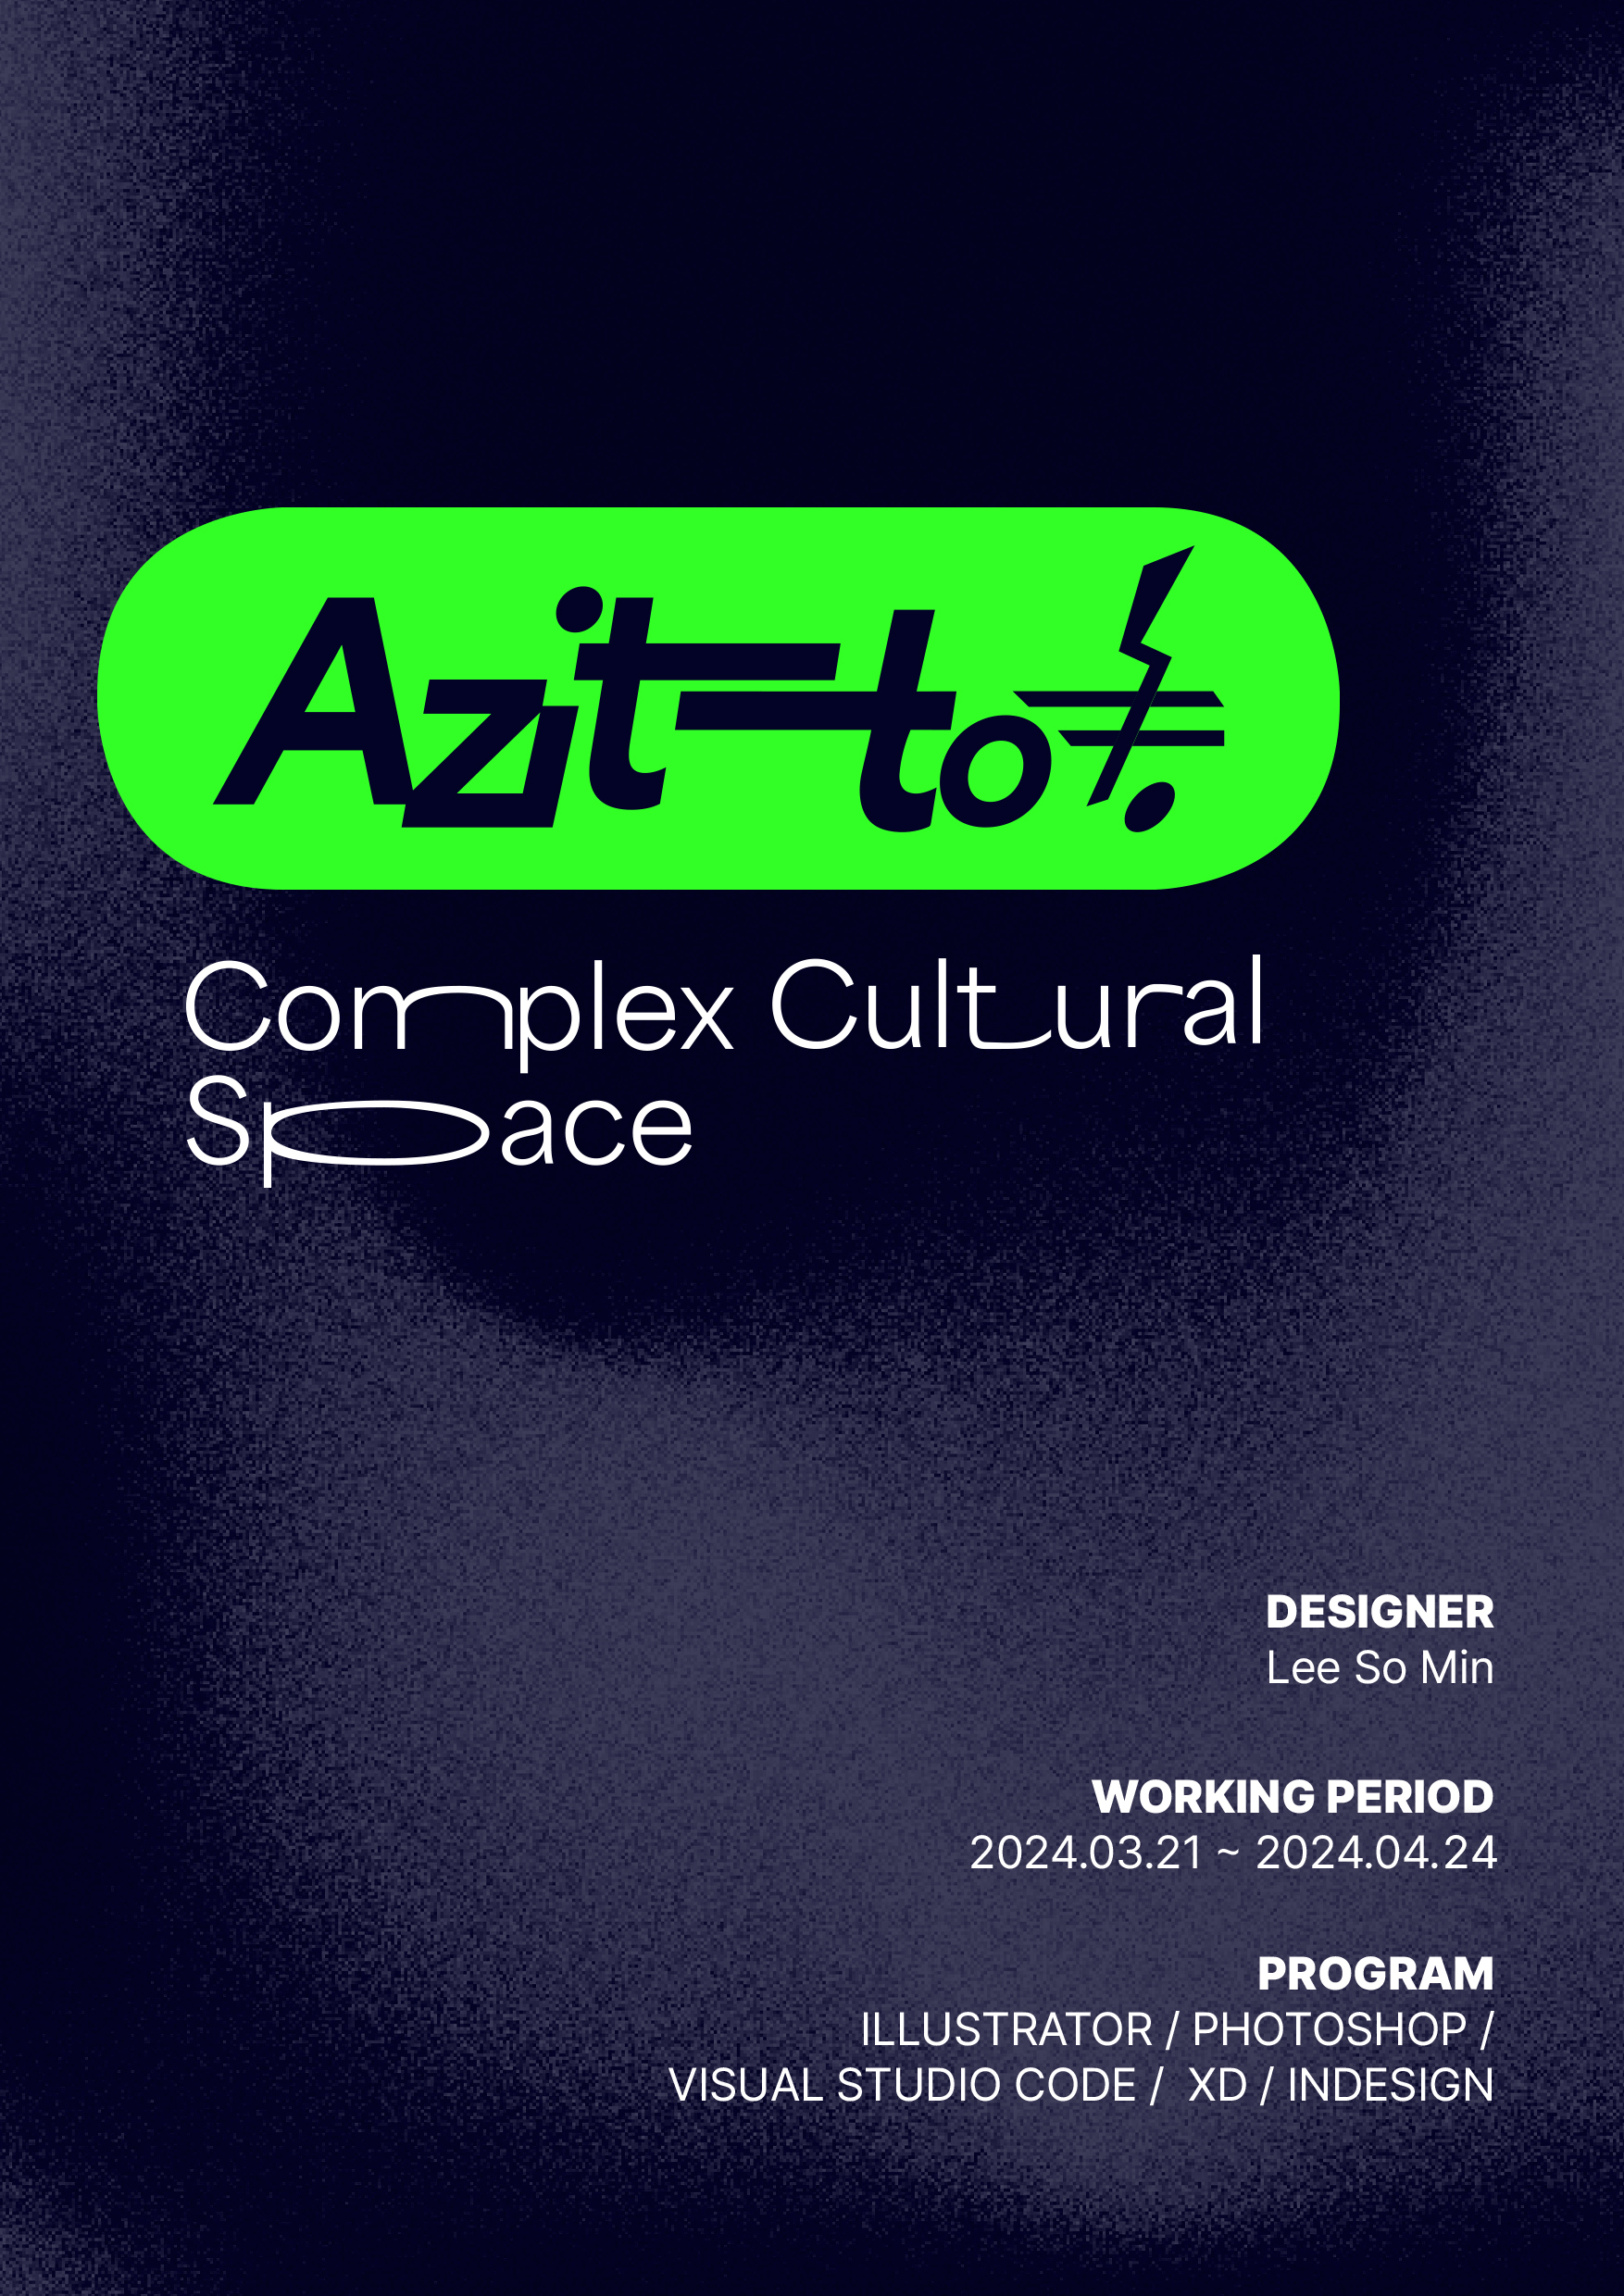 Azit to!
Complex Cultural
Space
DESIGNER
Lee So Min
WORKING PERIOD
2024.03.21 ~ 2024.04.24
PROGRAM
ILLUSTRATOR / PHOTOSHOP /
VISUAL STUDIO CODE / XD / INDESIGN